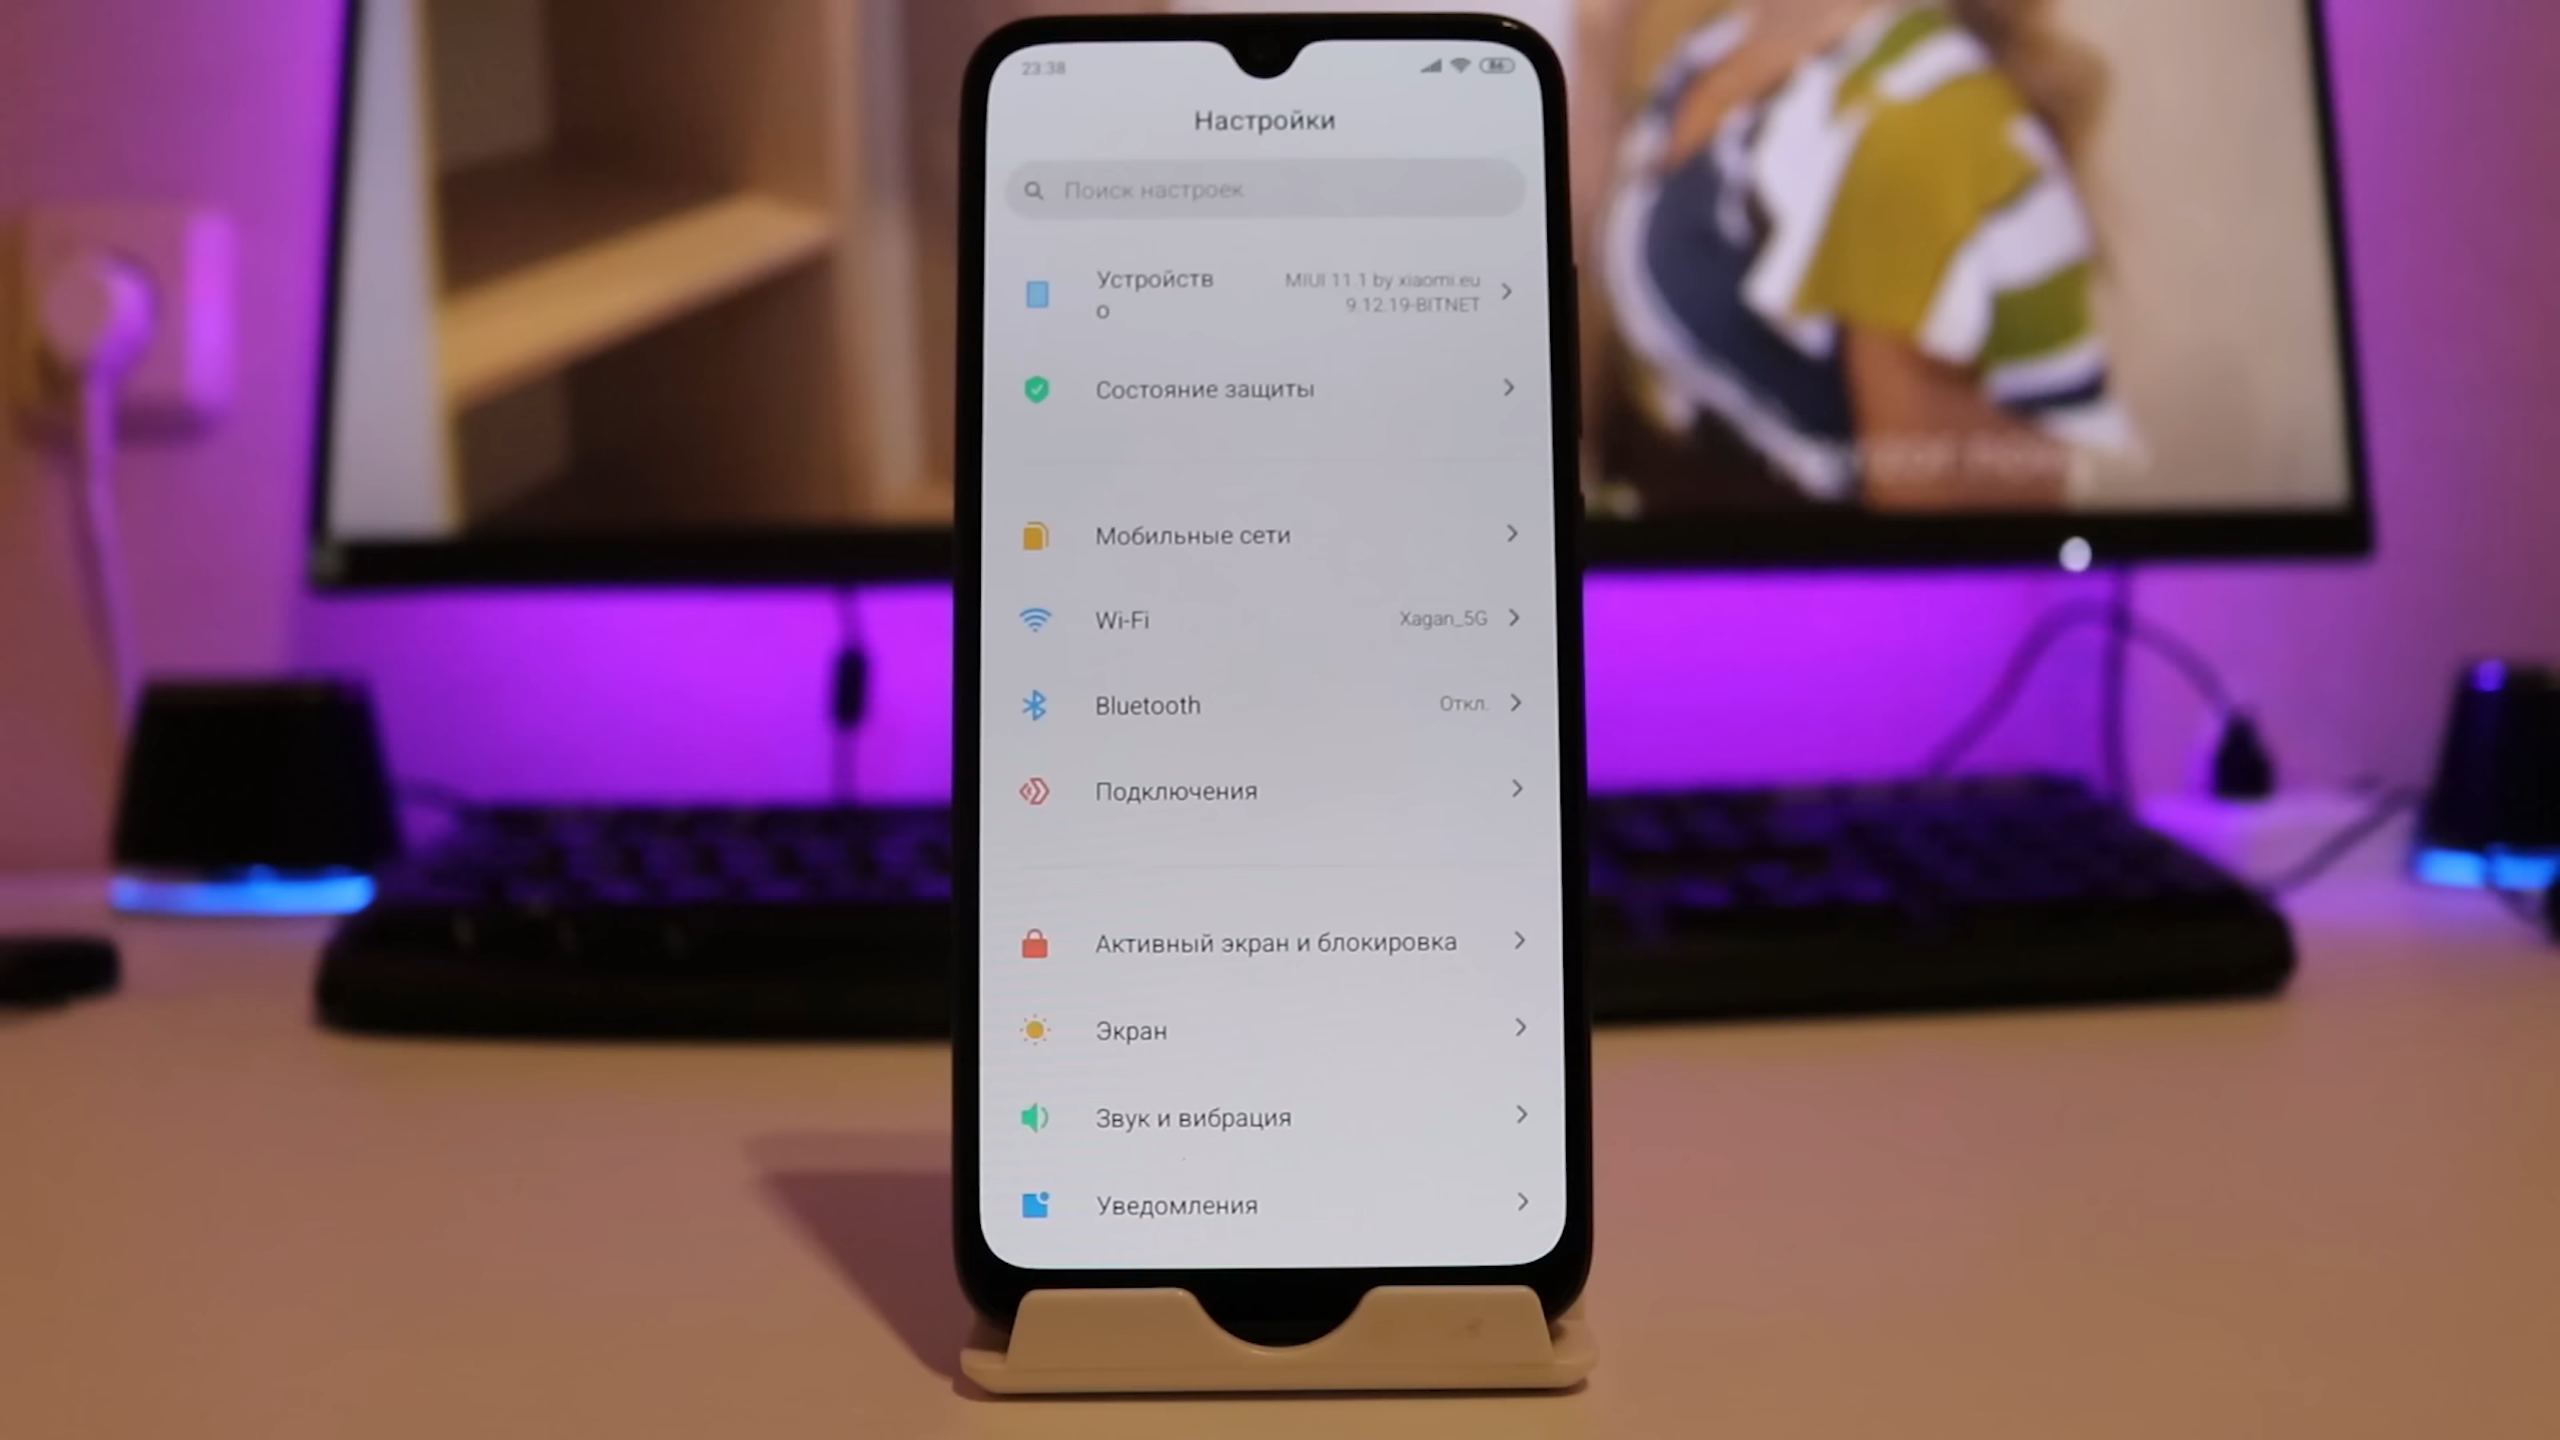 23:38
86
Настройки
Поиск настроек
Устройств
о
MIUI 11.1 by xiaomi.eu
9.12.19-BITNET
Состояние защиты
Мобильные сети
Wi-Fi
Xagan_5G
Bluetooth
Откл.
Подключения
Активный экран и блокировка
Экран
Звук и вибрация
Уведомления